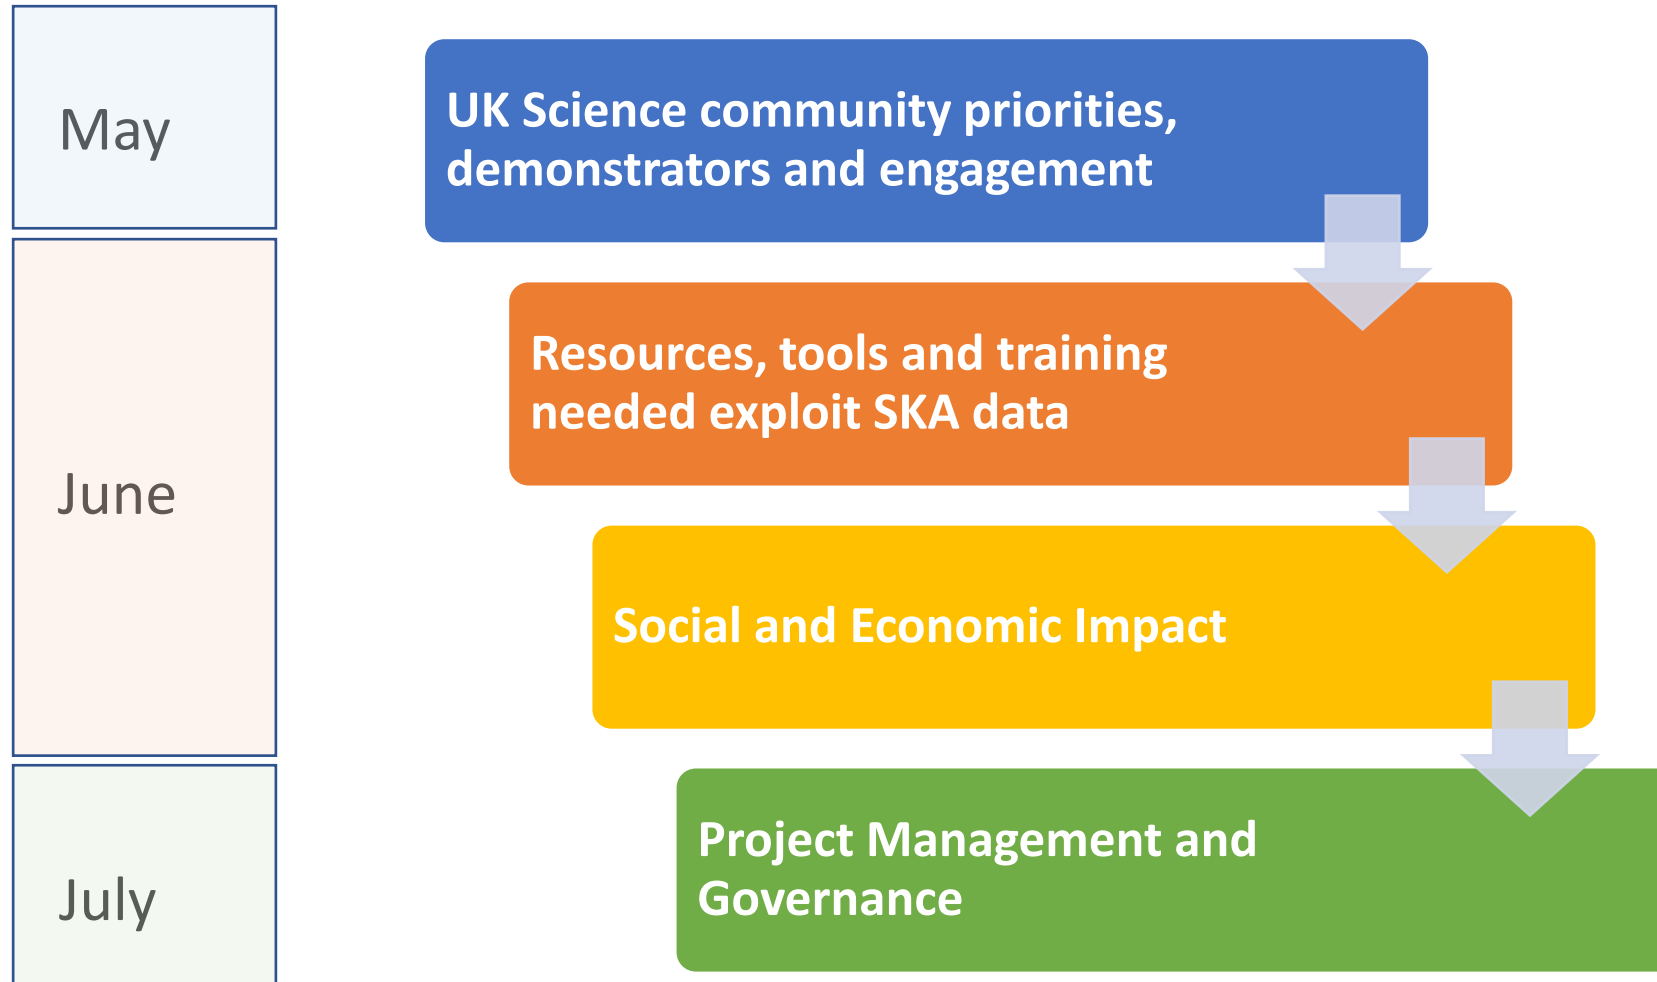 May
UK Science community priorities,
demonstrators and engagement
June
Resources, tools and training
needed exploit SKA data
Social and Economic Impact
July
Project Management and
Governance